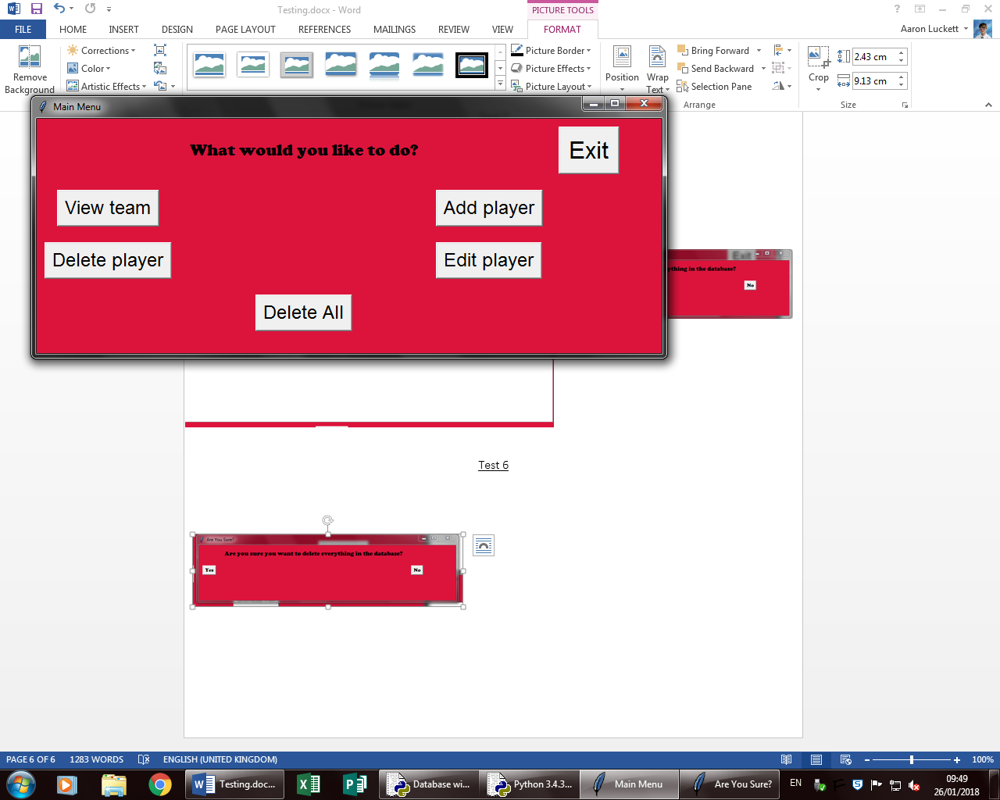 Testing.docx - Word
PICTURE TOOLS
?
FILE HOME INSERT DESIGN PAGE LAYOUT REFERENCES MAILINGS REVIEW VIEW FORMAT
Aaron Luckett
Remove Background
Corrections
Color
Artistic Effects
Picture Border
Picture Effects
Picture Layout
Position
Wrap Text
Bring Forward
Send Backward
Selection Pane
Arrange
Crop
2.43 cm
9.13 cm
Size
Main Menu
What would you like to do?
Exit
View team
Add player
Delete player
Edit player
Delete All
Exit
ything in the database?
No
Test 6
Are You Sure?
Are you sure you want to delete everything in the database?
Yes
No
PAGE 6 OF 6 1283 WORDS ENGLISH (UNITED KINGDOM)
100%
Testing.doc...
Database wi...
Python 3.4.3...
Main Menu
Are You Sure?
EN
09:49
26/01/2018